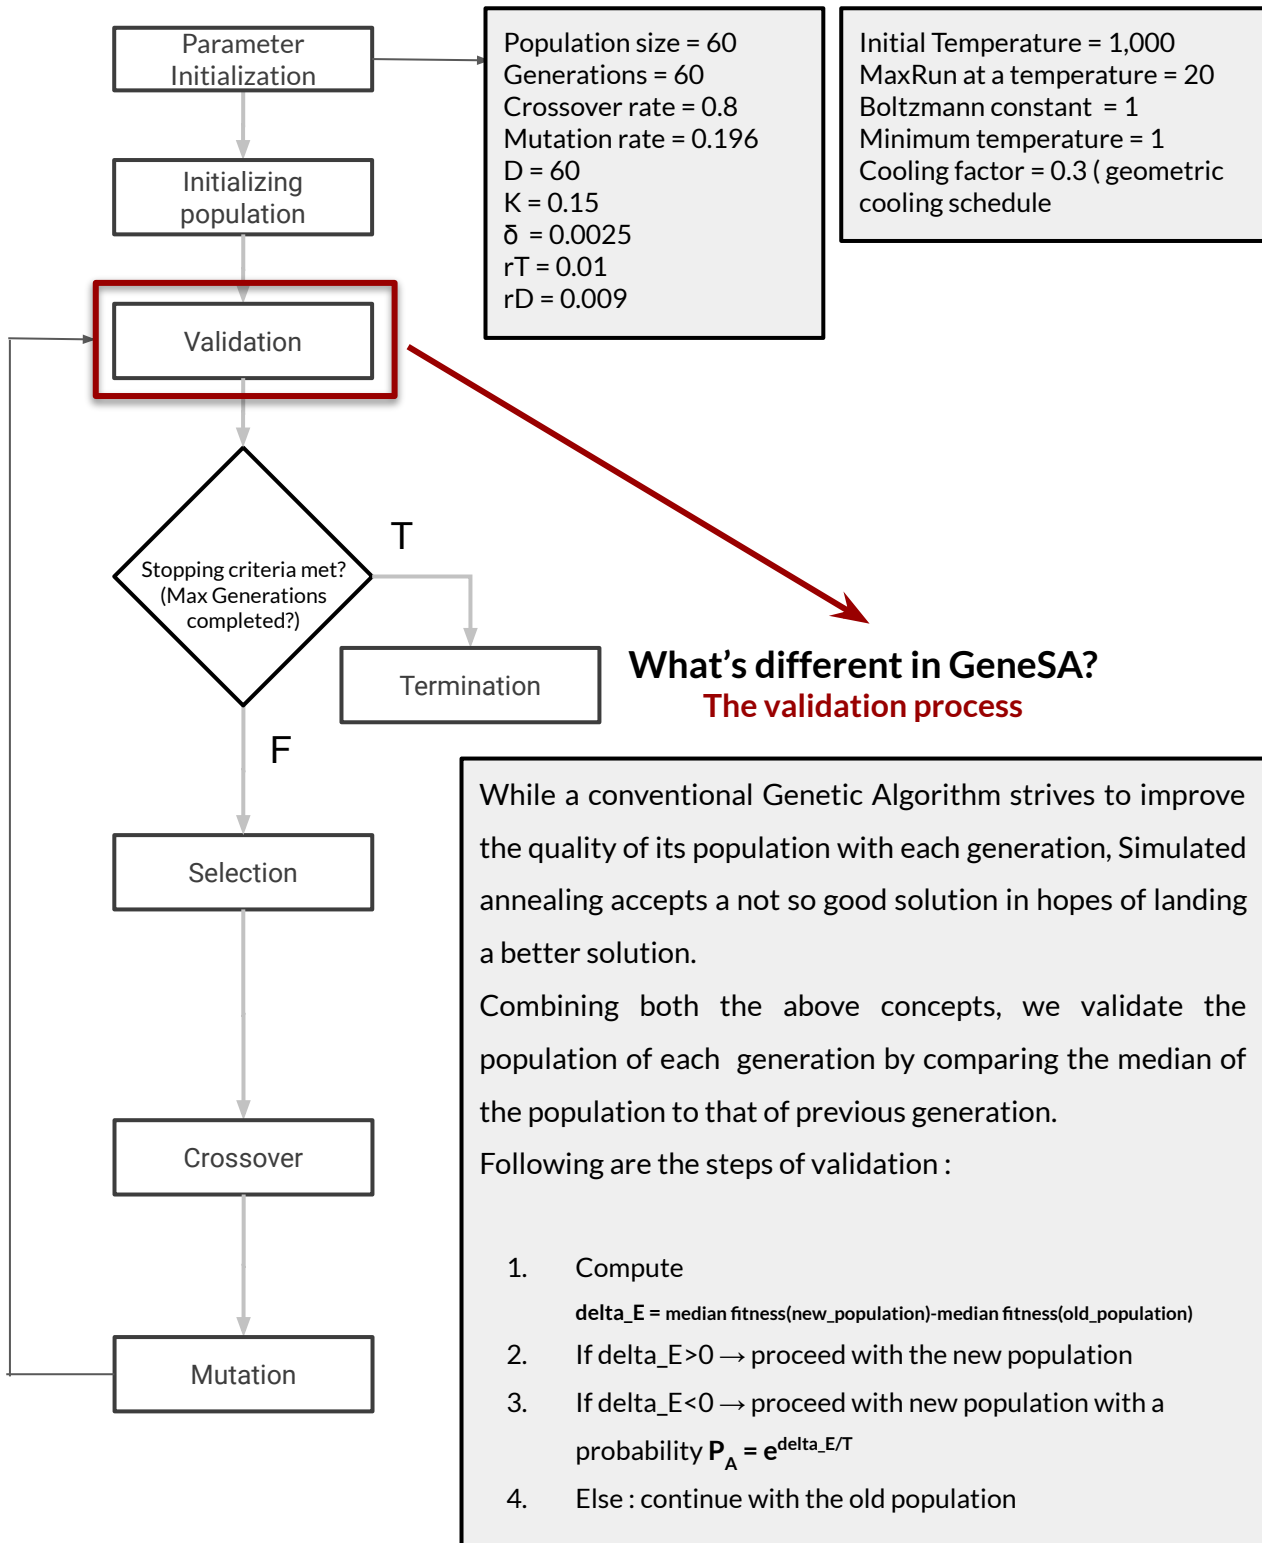 Parameter
Initialization
Population size = 60
Generations = 60
Crossover rate = 0.8
Mutation rate = 0.196
D = 60
K = 0.15
δ = 0.0025
rT = 0.01
rD = 0.009
Initial Temperature = 1,000
MaxRun at a temperature = 20
Boltzmann constant = 1
Minimum temperature = 1
Cooling factor = 0.3 ( geometric
cooling schedule
Initializing
population
Validation
Stopping criteria met?
(Max Generations
completed?)
T
Termination
F
Selection
Crossover
Mutation
What's different in GeneSA?
The validation process
While a conventional Genetic Algorithm strives to improve
the quality of its population with each generation, Simulated
annealing accepts a not so good solution in hopes of landing
a better solution.
Combining both the above concepts, we validate the
population of each generation by comparing the median of
the population to that of previous generation.
Following are the steps of validation :
1. Compute
delta_E = median fitness(new_population)-median fitness(old_population)
2. If delta_E>0 → proceed with the new population
3. If delta_E<0 → proceed with new population with a
probability P_A = e^delta_E/T
4. Else : continue with the old population